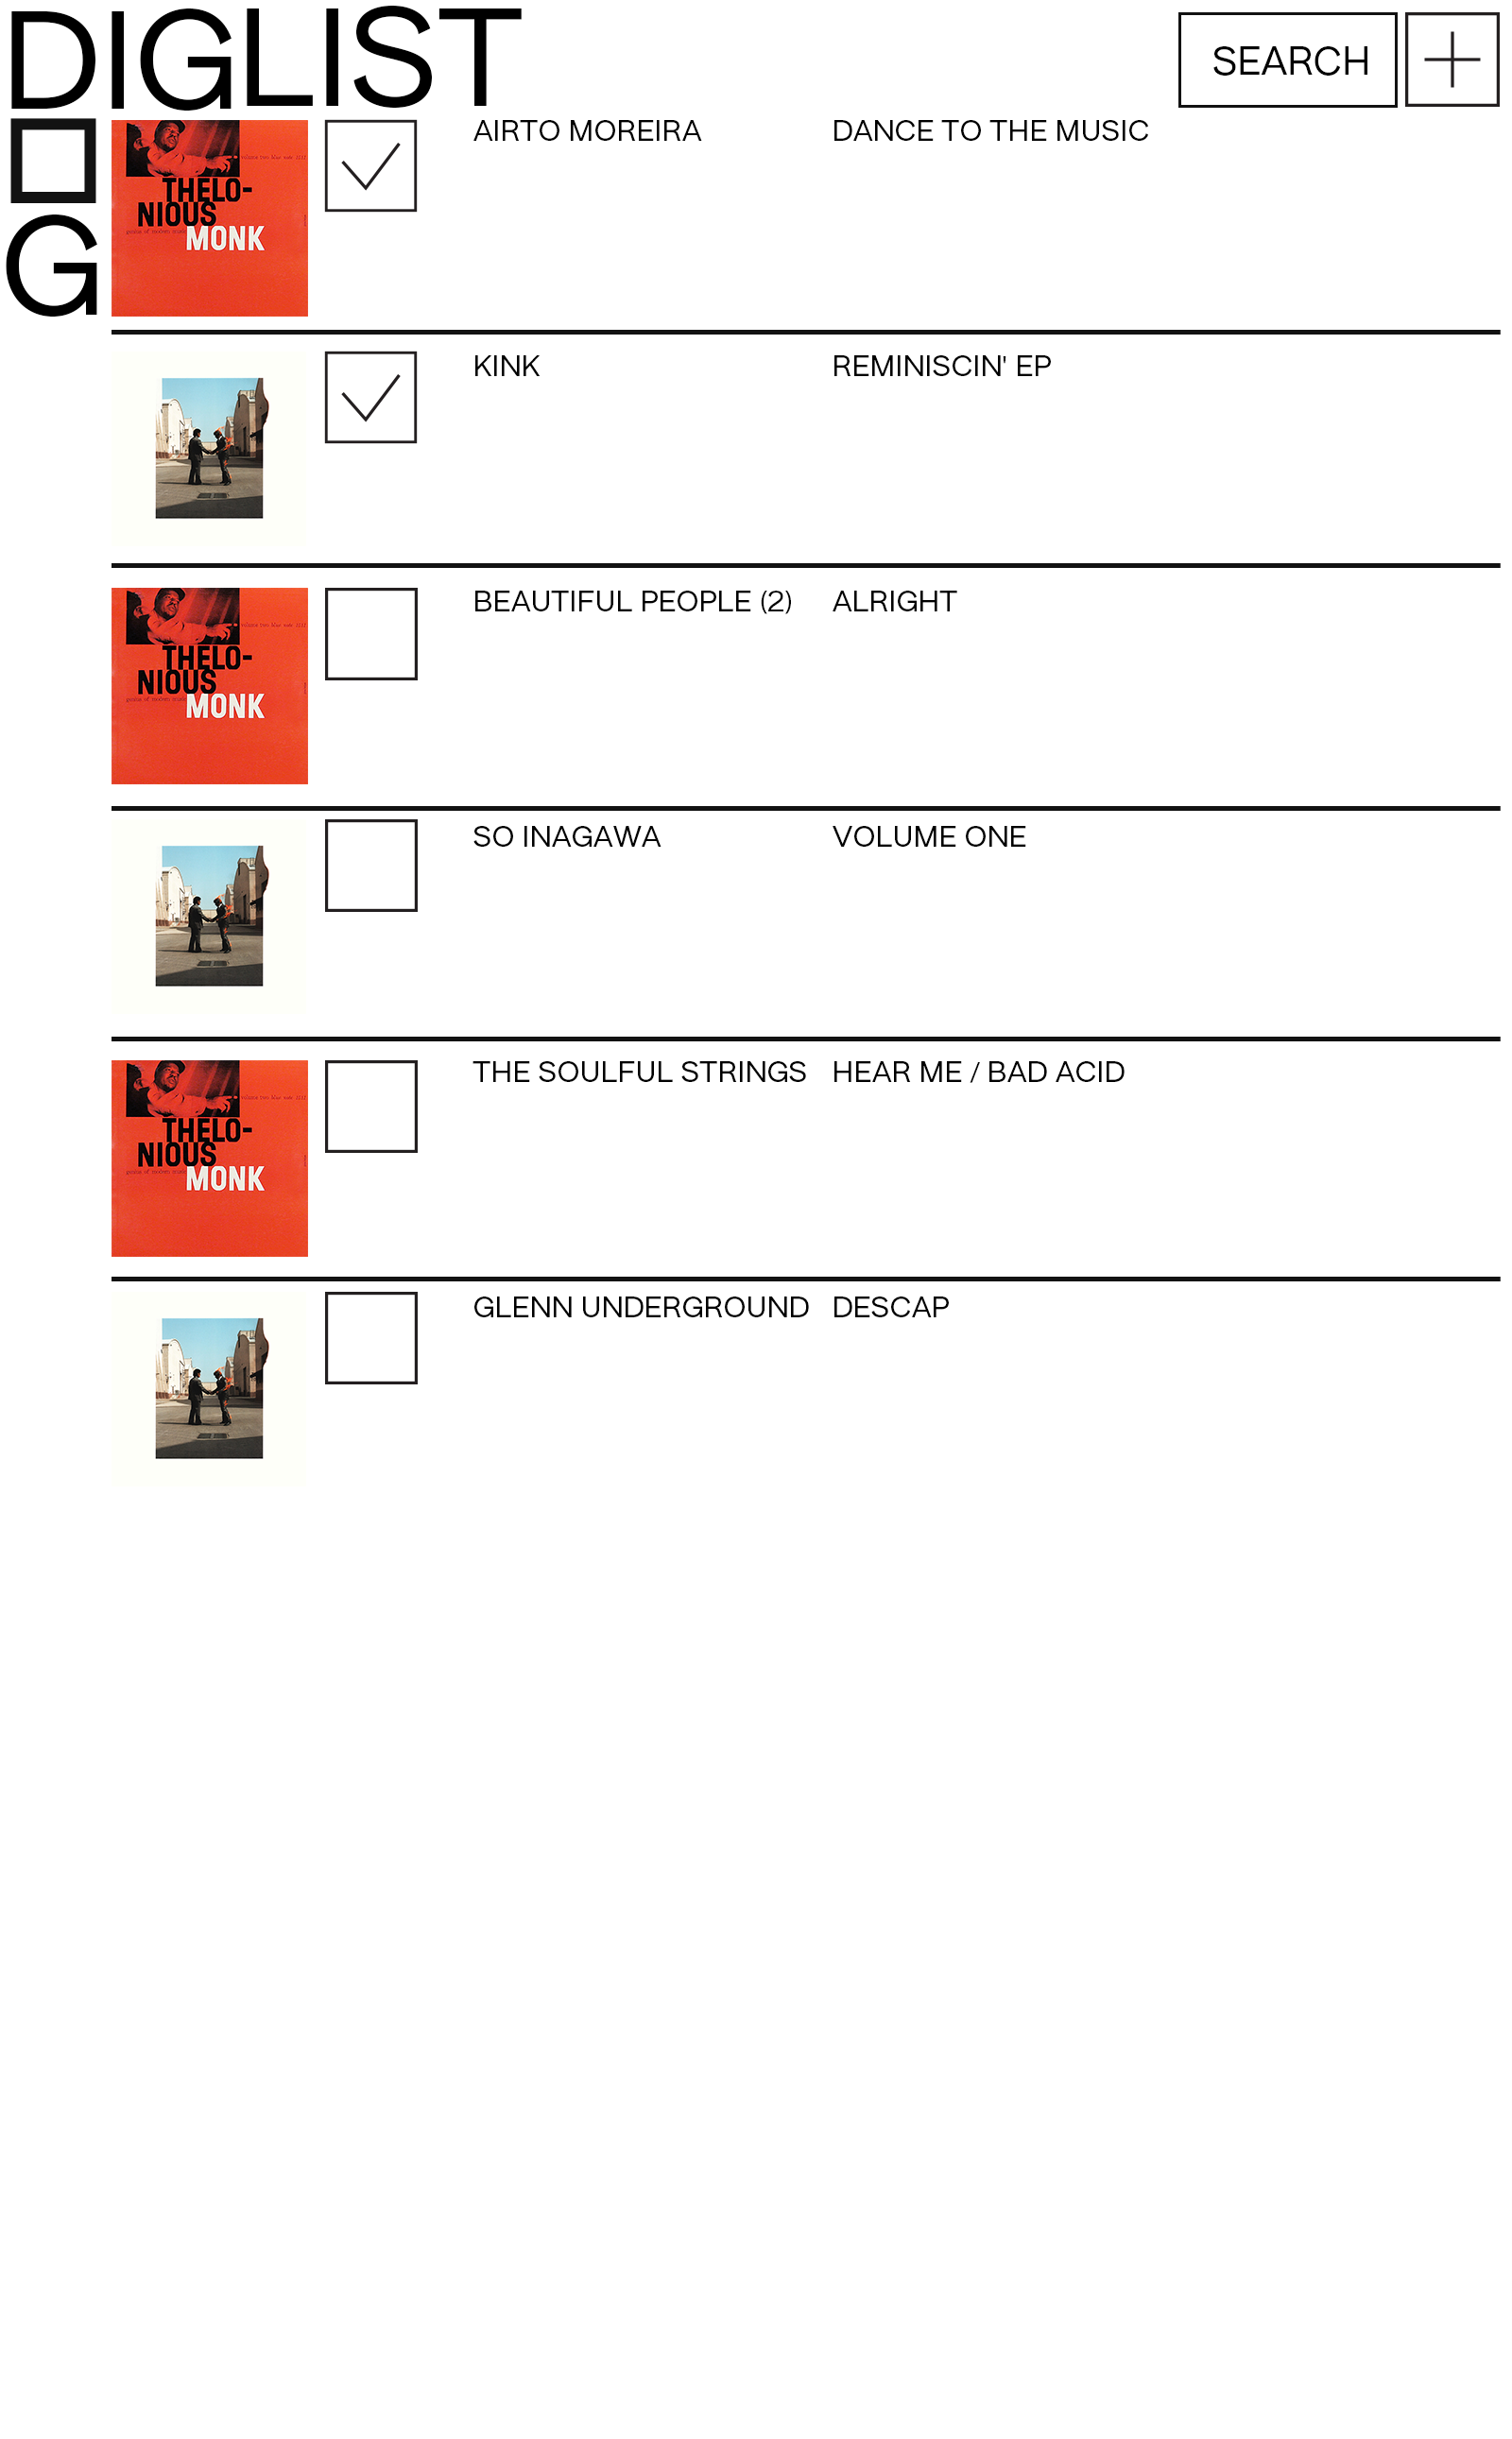 DIGLIST
SEARCH
G
THELO-
NIOUS
MONK
AIRTO MOREIRA
DANCE TO THE MUSIC
KINK
REMINISCIN' EP
THELO-
NIOUS
MONK
BEAUTIFUL PEOPLE (2)
ALRIGHT
SO INAGAWA
VOLUME ONE
THELO-
NIOUS
MONK
THE SOULFUL STRINGS
HEAR ME / BAD ACID
GLENN UNDERGROUND
DESCAP